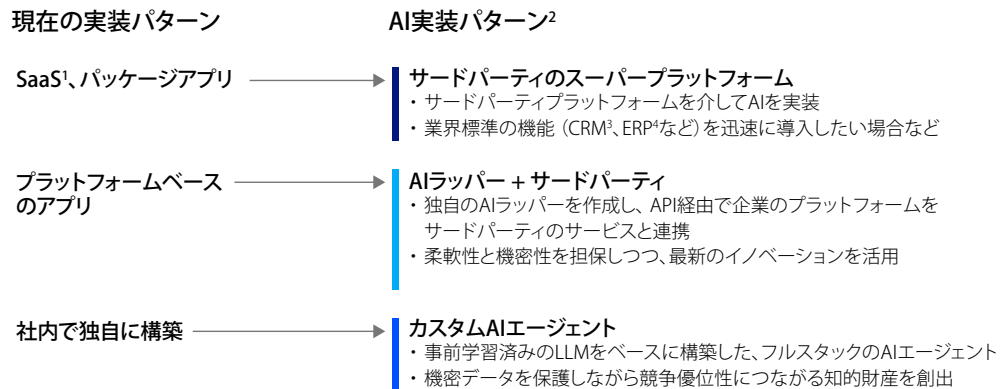 現在の実装パターン
AI実装パターン²
SaaS¹、パッケージアプリ
サードパーティのスーパープラットフォーム
・サードパーティプラットフォームを介してAIを実装
・業界標準の機能（CRM³、ERP⁴など）を迅速に導入したい場合など
プラットフォームベース
のアプリ
AIラッパー + サードパーティ
・独自のAIラッパーを作成し、API経由で企業のプラットフォームを
サードパーティのサービスと連携
・柔軟性と機密性を担保しつつ、最新のイノベーションを活用
社内で独自に構築
カスタムAIエージェント
・事前学習済みのLLMをベースに構築した、フルスタックのAIエージェント
・機密データを保護しながら競争優位性につながる知的財産を創出